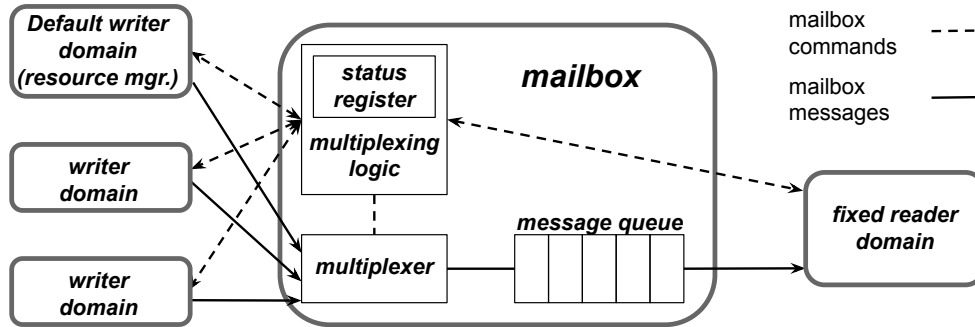 Default writer
domain
(resource mgr.)
writer
domain
writer
domain
mailbox
status
register
multiplexing
logic
multiplexer
message queue
mailbox
commands
mailbox
messages
fixed reader
domain